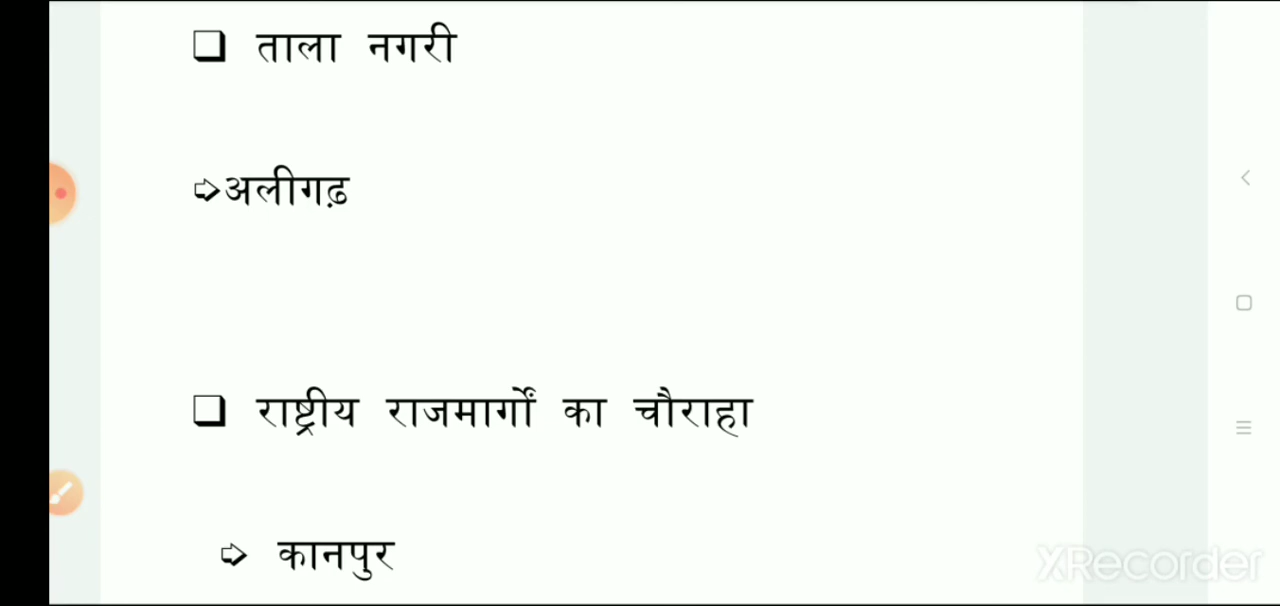 ❑ ताला नगरी
➩अलीगढ़
❑ राष्ट्रीय राजमार्गों का चौराहा
➩ कानपुर
XRecorder